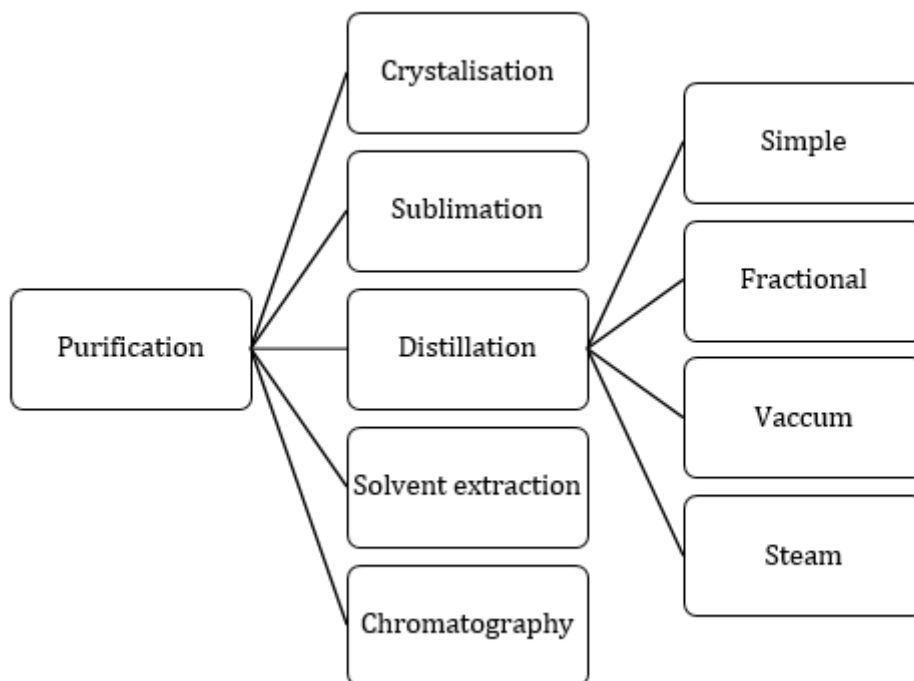 Purification
Crystalisation
Sublimation
Distillation
Solvent extraction
Chromatography
Simple
Fractional
Vaccum
Steam